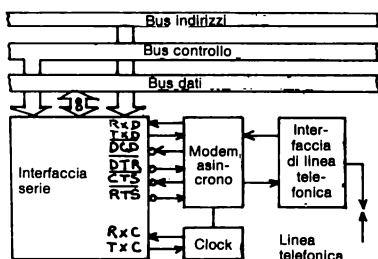 Bus indirizzi
Bus controllo
Bus dati
8
Interfaccia
serie
RxD
TxD
DCD
DTR
CTS
RTS
RxC
TxC
Modem
asin-
crono
Clock
Inter-
faccia
di linea
tele-
fonica
Linea
telefonica